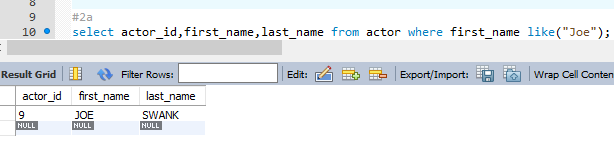 8
9 #2a
10 select actor_id,first_name,last_name from actor where first_name like("Joe");
Result Grid Filter Rows: Edit: Export/Import: Wrap Cell Conten
actor_id first_name last_name
9 JOE SWANK
NULL NULL NULL